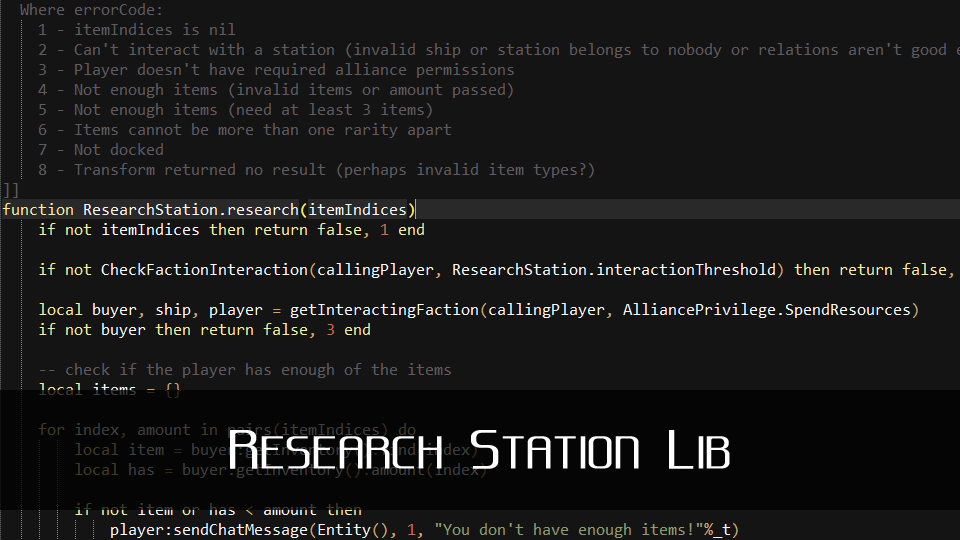 Where errorCode:
1 - itemIndices is nil
2 - Can't interact with a station (invalid ship or station belongs to nobody or relations aren't good
3 - Player doesn't have required alliance permissions
4 - Not enough items (invalid items or amount passed)
5 - Not enough items (need at least 3 items)
6 - Items cannot be more than one rarity apart
7 - Not docked
8 - Transform returned no result (perhaps invalid item types?)
]]
function ResearchStation.research(itemIndices)
if not itemIndices then return false, 1 end
if not CheckFactionInteraction(callingPlayer, ResearchStation.interactionThreshold) then return false,
local buyer, ship, player = getInteractingFaction(callingPlayer, AlliancePrivilege.SpendResources)
if not buyer then return false, 3 end
-- check if the player has enough of the items
local items = {}
for index, amount in pairs(itemIndices) do
local item = buyer:getInventory():find(index)
local has = buyer:getInventory():amount(index)
Research Station Lib
if not item or has < amount then
player:sendChatMessage(Entity(), 1, "You don't have enough items!"%_t)